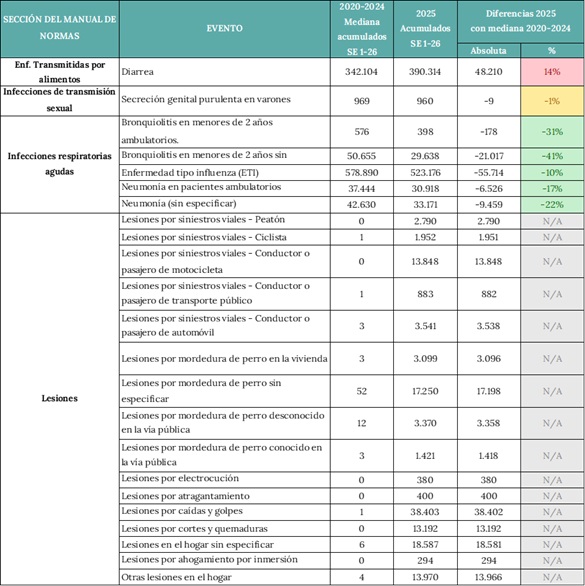 SECCIÓN DEL MANUAL DE NORMAS | EVENTO | 2020-2024 Mediana acumulados SE 1-26 | 2025 Acumulados SE 1-26 | Diferencias 2025 con mediana 2020-2024
Absoluta | %
Enf. Transmitidas por alimentos | Diarrea | 342.104 | 390.314 | 48.210 | 14%
Infecciones de transmisión sexual | Secreción genital purulenta en varones | 969 | 960 | -9 | -1%
Infecciones respiratorias agudas | Bronquiolitis en menores de 2 años ambulatorios. | 576 | 398 | -178 | -31%
Bronquiolitis en menores de 2 años sin | 50.655 | 29.638 | -21.017 | -41%
Enfermedad tipo influenza (ETI) | 578.890 | 523.176 | -55.714 | -10%
Neumonía en pacientes ambulatorios | 37.444 | 30.918 | -6.526 | -17%
Neumonía (sin especificar) | 42.630 | 33.171 | -9.459 | -22%
Lesiones | Lesiones por siniestros viales - Peatón | 0 | 2.790 | 2.790 | N/A
Lesiones por siniestros viales - Ciclista | 1 | 1.952 | 1.951 | N/A
Lesiones por siniestros viales - Conductor o pasajero de motocicleta | 0 | 13.848 | 13.848 | N/A
Lesiones por siniestros viales - Conductor o pasajero de transporte público | 1 | 883 | 882 | N/A
Lesiones por siniestros viales - Conductor o pasajero de automóvil | 3 | 3.541 | 3.538 | N/A
Lesiones por mordedura de perro en la vivienda | 3 | 3.099 | 3.096 | N/A
Lesiones por mordedura de perro sin especificar | 52 | 17.250 | 17.198 | N/A
Lesiones por mordedura de perro desconocido en la vía pública | 12 | 3.370 | 3.358 | N/A
Lesiones por mordedura de perro conocido en la vía pública | 3 | 1.421 | 1.418 | N/A
Lesiones por electrocución | 0 | 380 | 380 | N/A
Lesiones por atragantamiento | 0 | 400 | 400 | N/A
Lesiones por caídas y golpes | 1 | 38.403 | 38.402 | N/A
Lesiones por cortes y quemaduras | 0 | 13.192 | 13.192 | N/A
Lesiones en el hogar sin especificar | 6 | 18.587 | 18.581 | N/A
Lesiones por ahogamiento por inmersión | 0 | 294 | 294 | N/A
Otras lesiones en el hogar | 4 | 13.970 | 13.966 | N/A